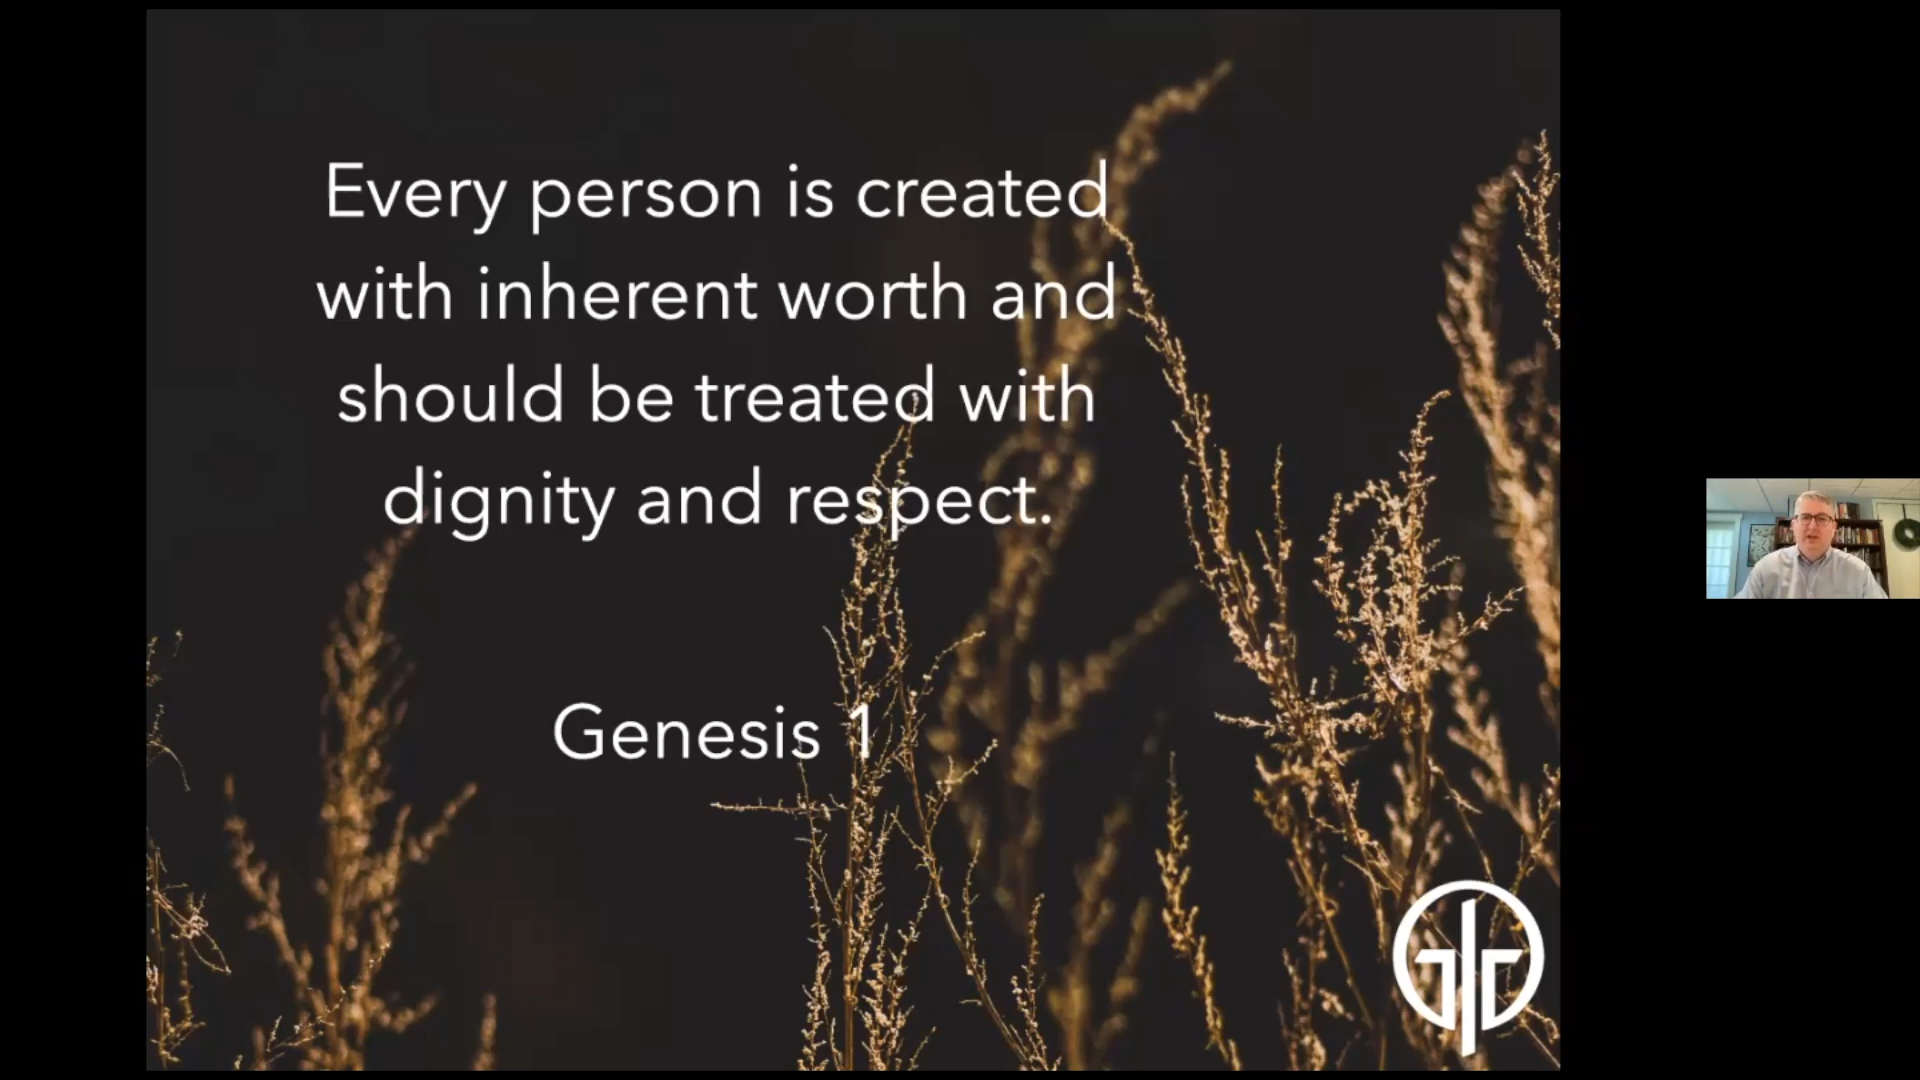 Every person is created
with inherent worth and
should be treated with
dignity and respect.
Genesis 1